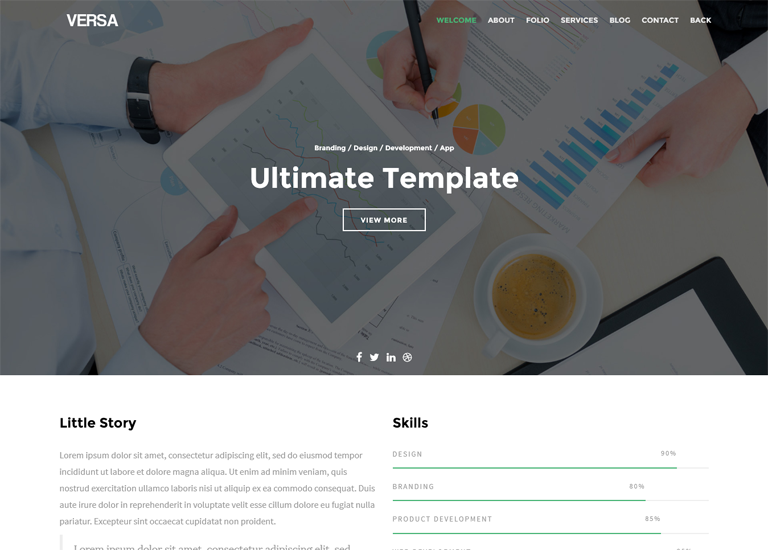 VERSA
WELCOME ABOUT FOLIO SERVICES BLOG CONTACT BACK
Branding / Design / Development / App
Ultimate Template
VIEW MORE
Little Story
Lorem ipsum dolor sit amet, consectetur adipiscing elit, sed do eiusmod tempor
incididunt ut labore et dolore magna aliqua. Ut enim ad minim veniam, quis
nostrud exercitation ullamco laboris nisi ut aliquip ex ea commodo consequat. Duis
aute irure dolor in reprehenderit in voluptate velit esse cillum dolore eu fugiat nulla
pariatur. Excepteur sint occaecat cupidatat non proident.
Lorem ipsum dolor sit amet, consectetur adipiscing elit, sed
Skills
DESIGN 90%
BRANDING 80%
PRODUCT DEVELOPMENT 85%